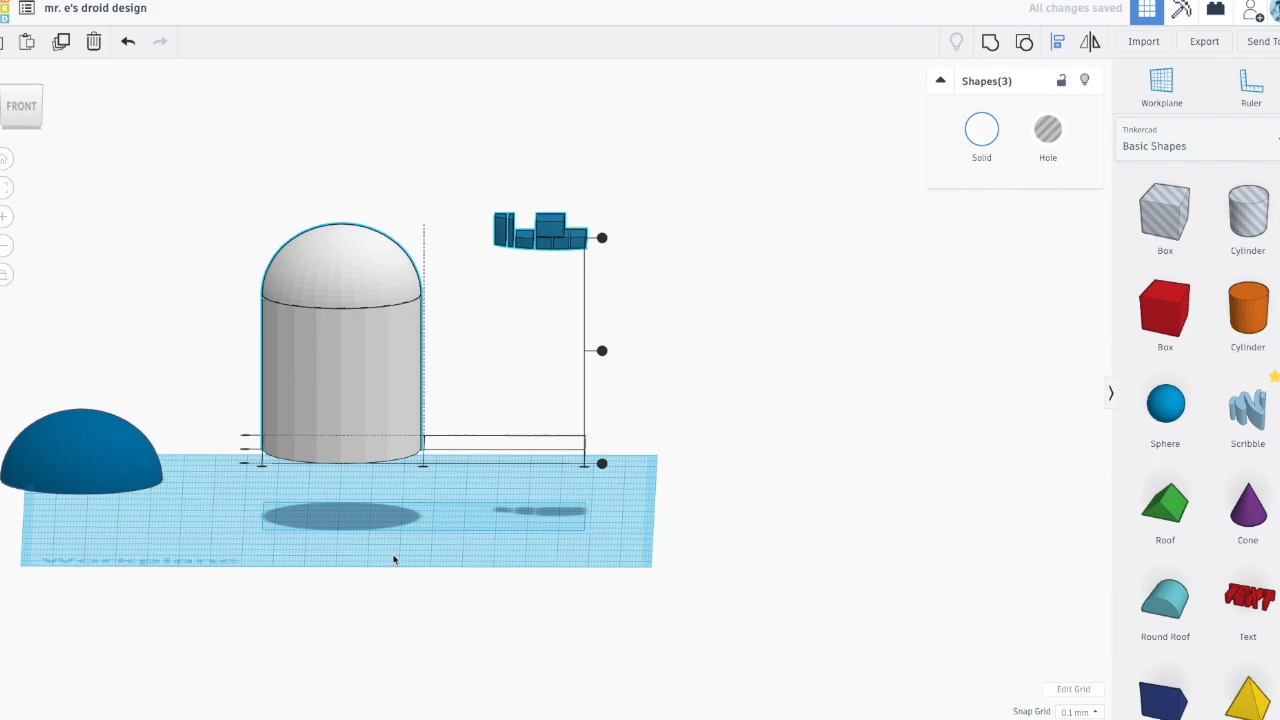 mr. e's droid design
All changes saved
Import
Export
Send To
FRONT
Shapes(3)
Solid
Hole
Workplane
Ruler
Tinkercad
Basic Shapes
Box
Cylinder
Box
Cylinder
Sphere
Scribble
Roof
Cone
Round Roof
Text
TEXT
Workplane
Edit Grid
Snap Grid
0.1 mm